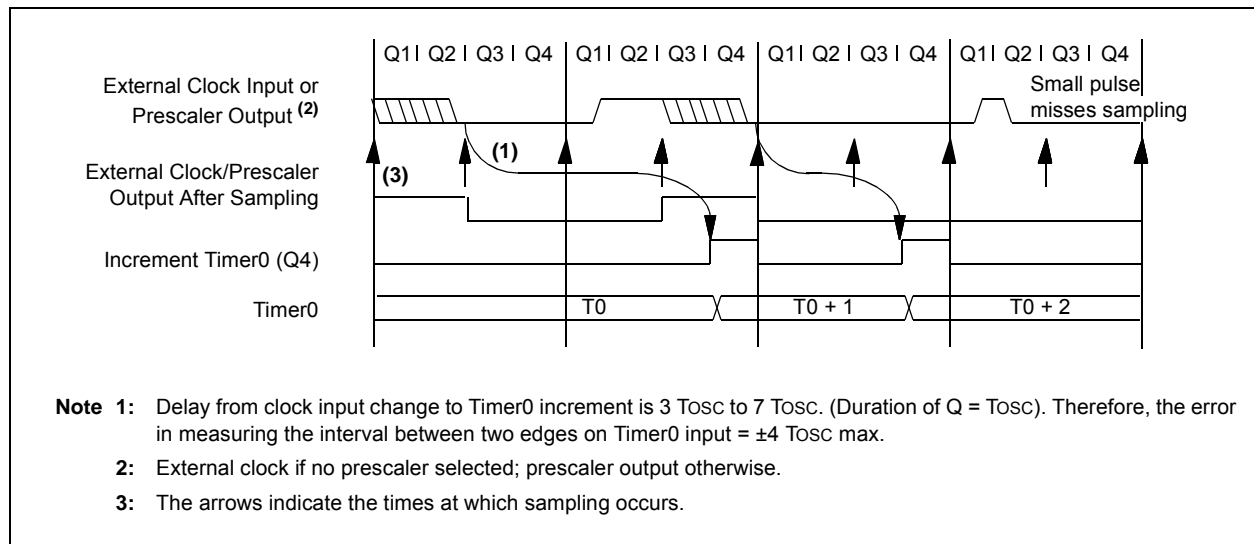 Q1| Q2 | Q3 | Q4 Q1| Q2 | Q3 | Q4 Q1| Q2 | Q3 | Q4 Q1| Q2 | Q3 | Q4
External Clock Input or
Prescaler Output (2)
Small pulse
misses sampling
(1)
External Clock/Prescaler
Output After Sampling
(3)
Increment Timer0 (Q4)
Timer0 T0 T0 + 1 T0 + 2
Note 1: Delay from clock input change to Timer0 increment is 3 TOSC to 7 TOSC. (Duration of Q = TOSC). Therefore, the error
in measuring the interval between two edges on Timer0 input = ±4 TOSC max.
2: External clock if no prescaler selected; prescaler output otherwise.
3: The arrows indicate the times at which sampling occurs.